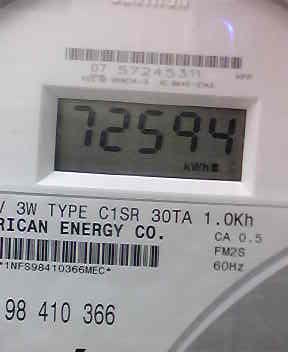 07 57245311
72594
kWh
V 3W TYPE C1SR 30TA 1.0Kh
RICAN ENERGY CO.
CA 0.5
FM2S
*1NFS98410366MEC*
60Hz
98 410 366